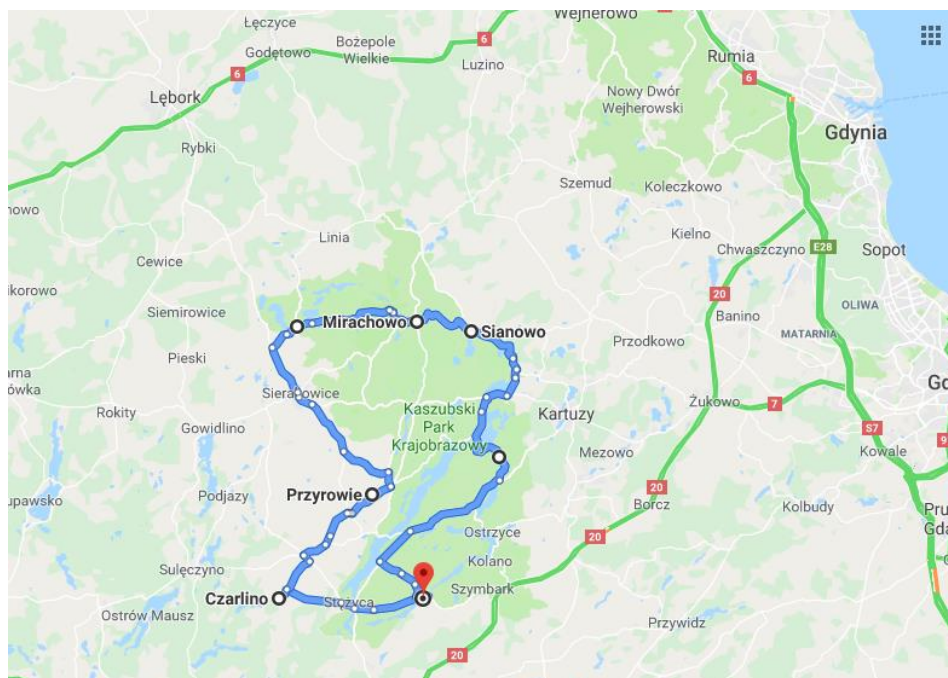 Łęczyce
Wejherowo
6
Godętowo
Bożepole
Wielkie
6
Luzino
Rumia
6
6
Lębork
Nowy Dwór
Wejherowski
Gdynia
Rybki
Szemud
Koleczkowo
nowo
Linia
Kielno
Chwaszczyno
E28
Sopot
Cewice
ikorowo
20
Siemirowice
OLIWA
Banino
Mirachowo
Sianowo
MATARNIA
Przodkowo
Pieski
arna
ówka
Sierakowice
Gd
Rokity
Kaszubski
Park
Krajobrazowy
Kartuzy
Żukowo
7
Gowidlino
S7
Mezowo
Kowale
9
Przyrowie
Podjazy
20
upawsko
Borcz
Kolbudy
Pru
Gda
Ostrzyce
20
Sulęczyno
Kolano
Czarlino
Stężyca
Szymbark
Ostrów Mausz
Przywidz
20